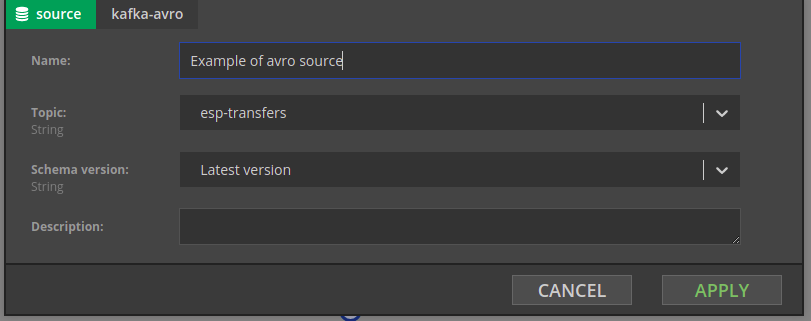 source kafka-avro
Name: Example of avro source
Topic: esp-transfers
String
Schema version: Latest version
String
Description:
CANCEL APPLY